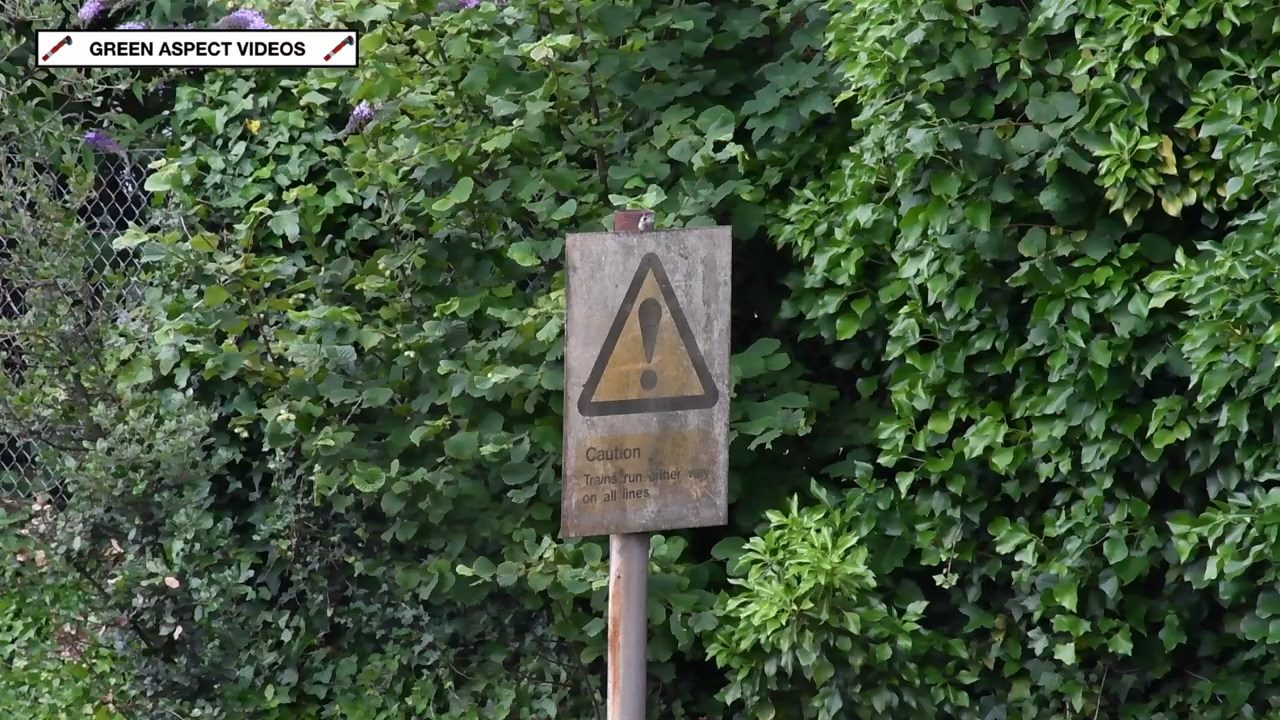 GREEN ASPECT VIDEOS
Caution
Trains run either way
on all lines